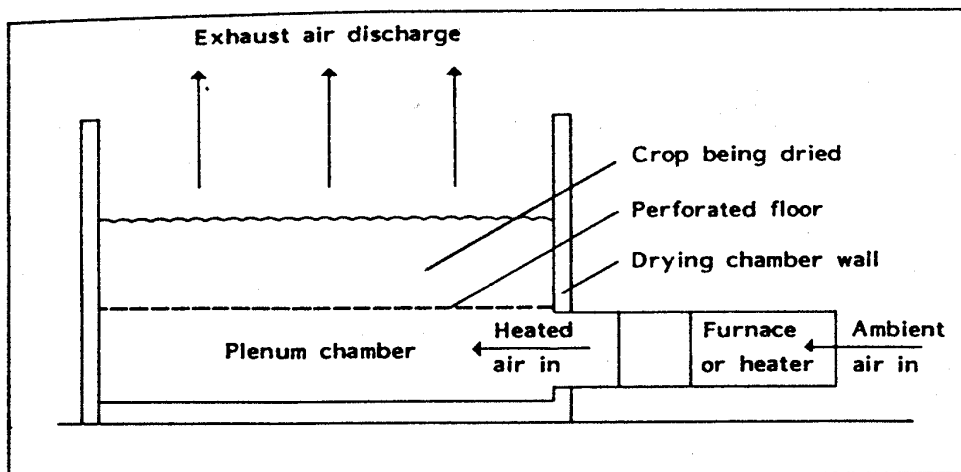 Exhaust air discharge
Crop being dried
Perforated floor
Drying chamber wall
Heated
air in
Plenum chamber
Furnace
or heater
Ambient
air in